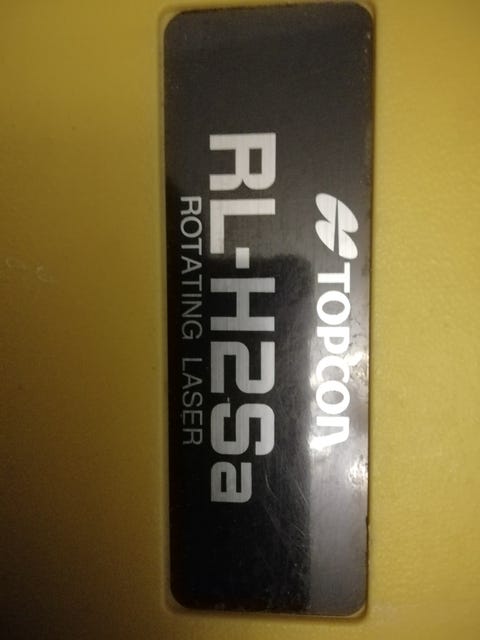 TOPCON
RL-H2Sa
ROTATING LASER